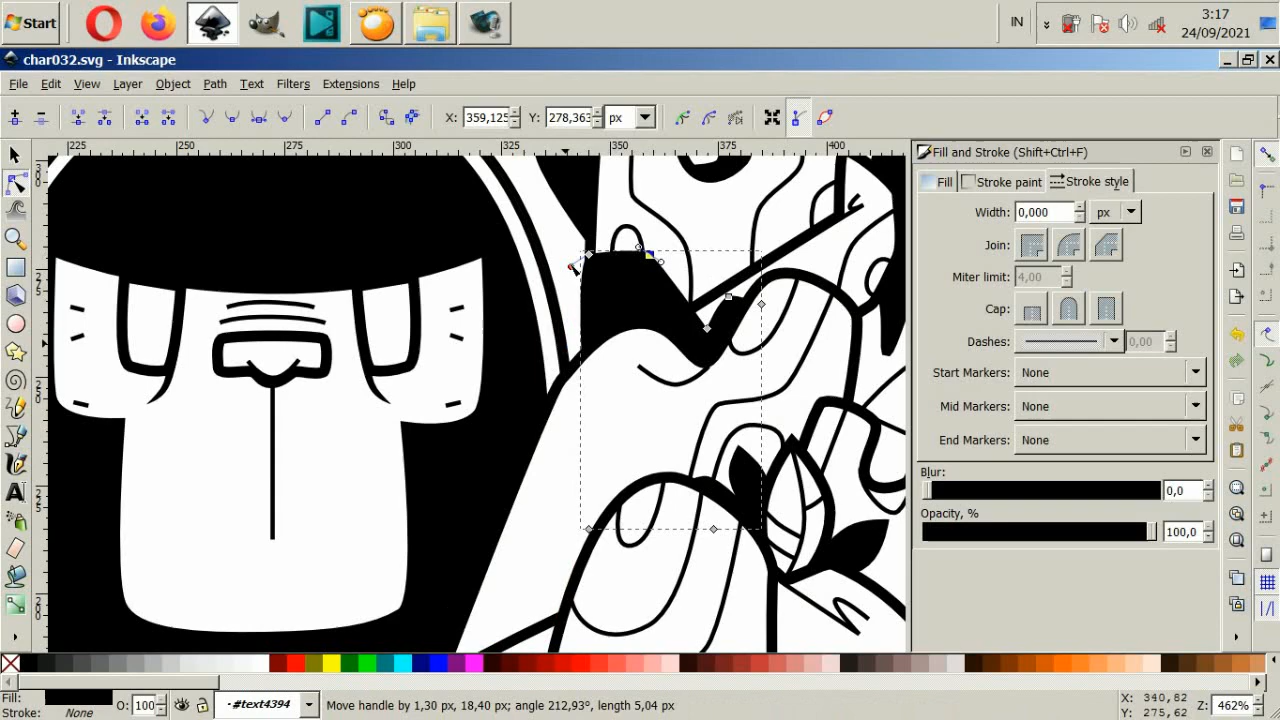 Start
IN
3:17
24/09/2021
char032.svg - Inkscape
File Edit View Layer Object Path Text Filters Extensions Help
X: 359,125 Y: 278,363 px
225 250 275 300 325 350 375 400
Fill and Stroke (Shift+Ctrl+F)
Fill Stroke paint Stroke style
Width: 0,000 px
Join:
Miter limit: 4,00
Cap:
Dashes: 0,00
Start Markers: None
Mid Markers: None
End Markers: None
Blur:
0,0
Opacity, %
100,0
Fill:
Stroke: None
O: 100
#text4394
Move handle by 1,30 px, 18,40 px; angle 212,93°, length 5,04 px
X: 340,82
Y: 275,62
Z: 462%